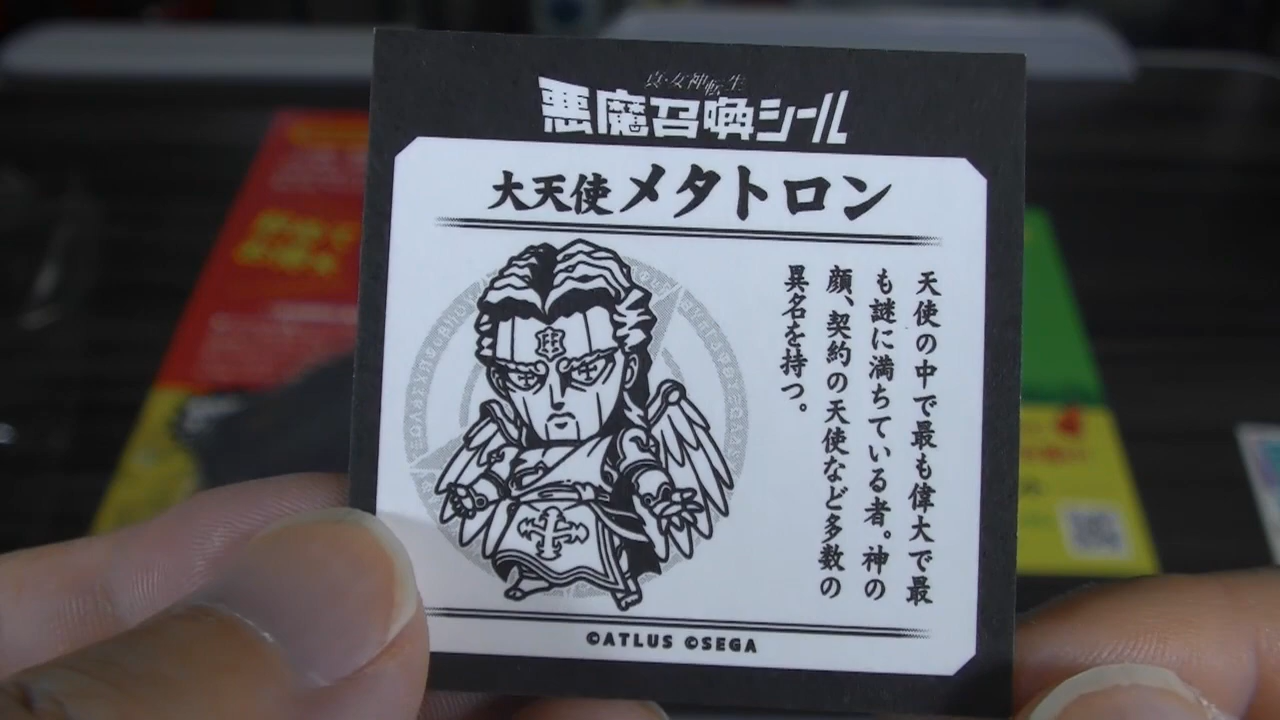 真・女神転生
悪魔召喚シール
大天使メタトロン
天使の中で最も偉大で最
も謎に満ちている者。神の
顔、契約の天使など多数の
異名を持つ。
©ATLUS ©SEGA